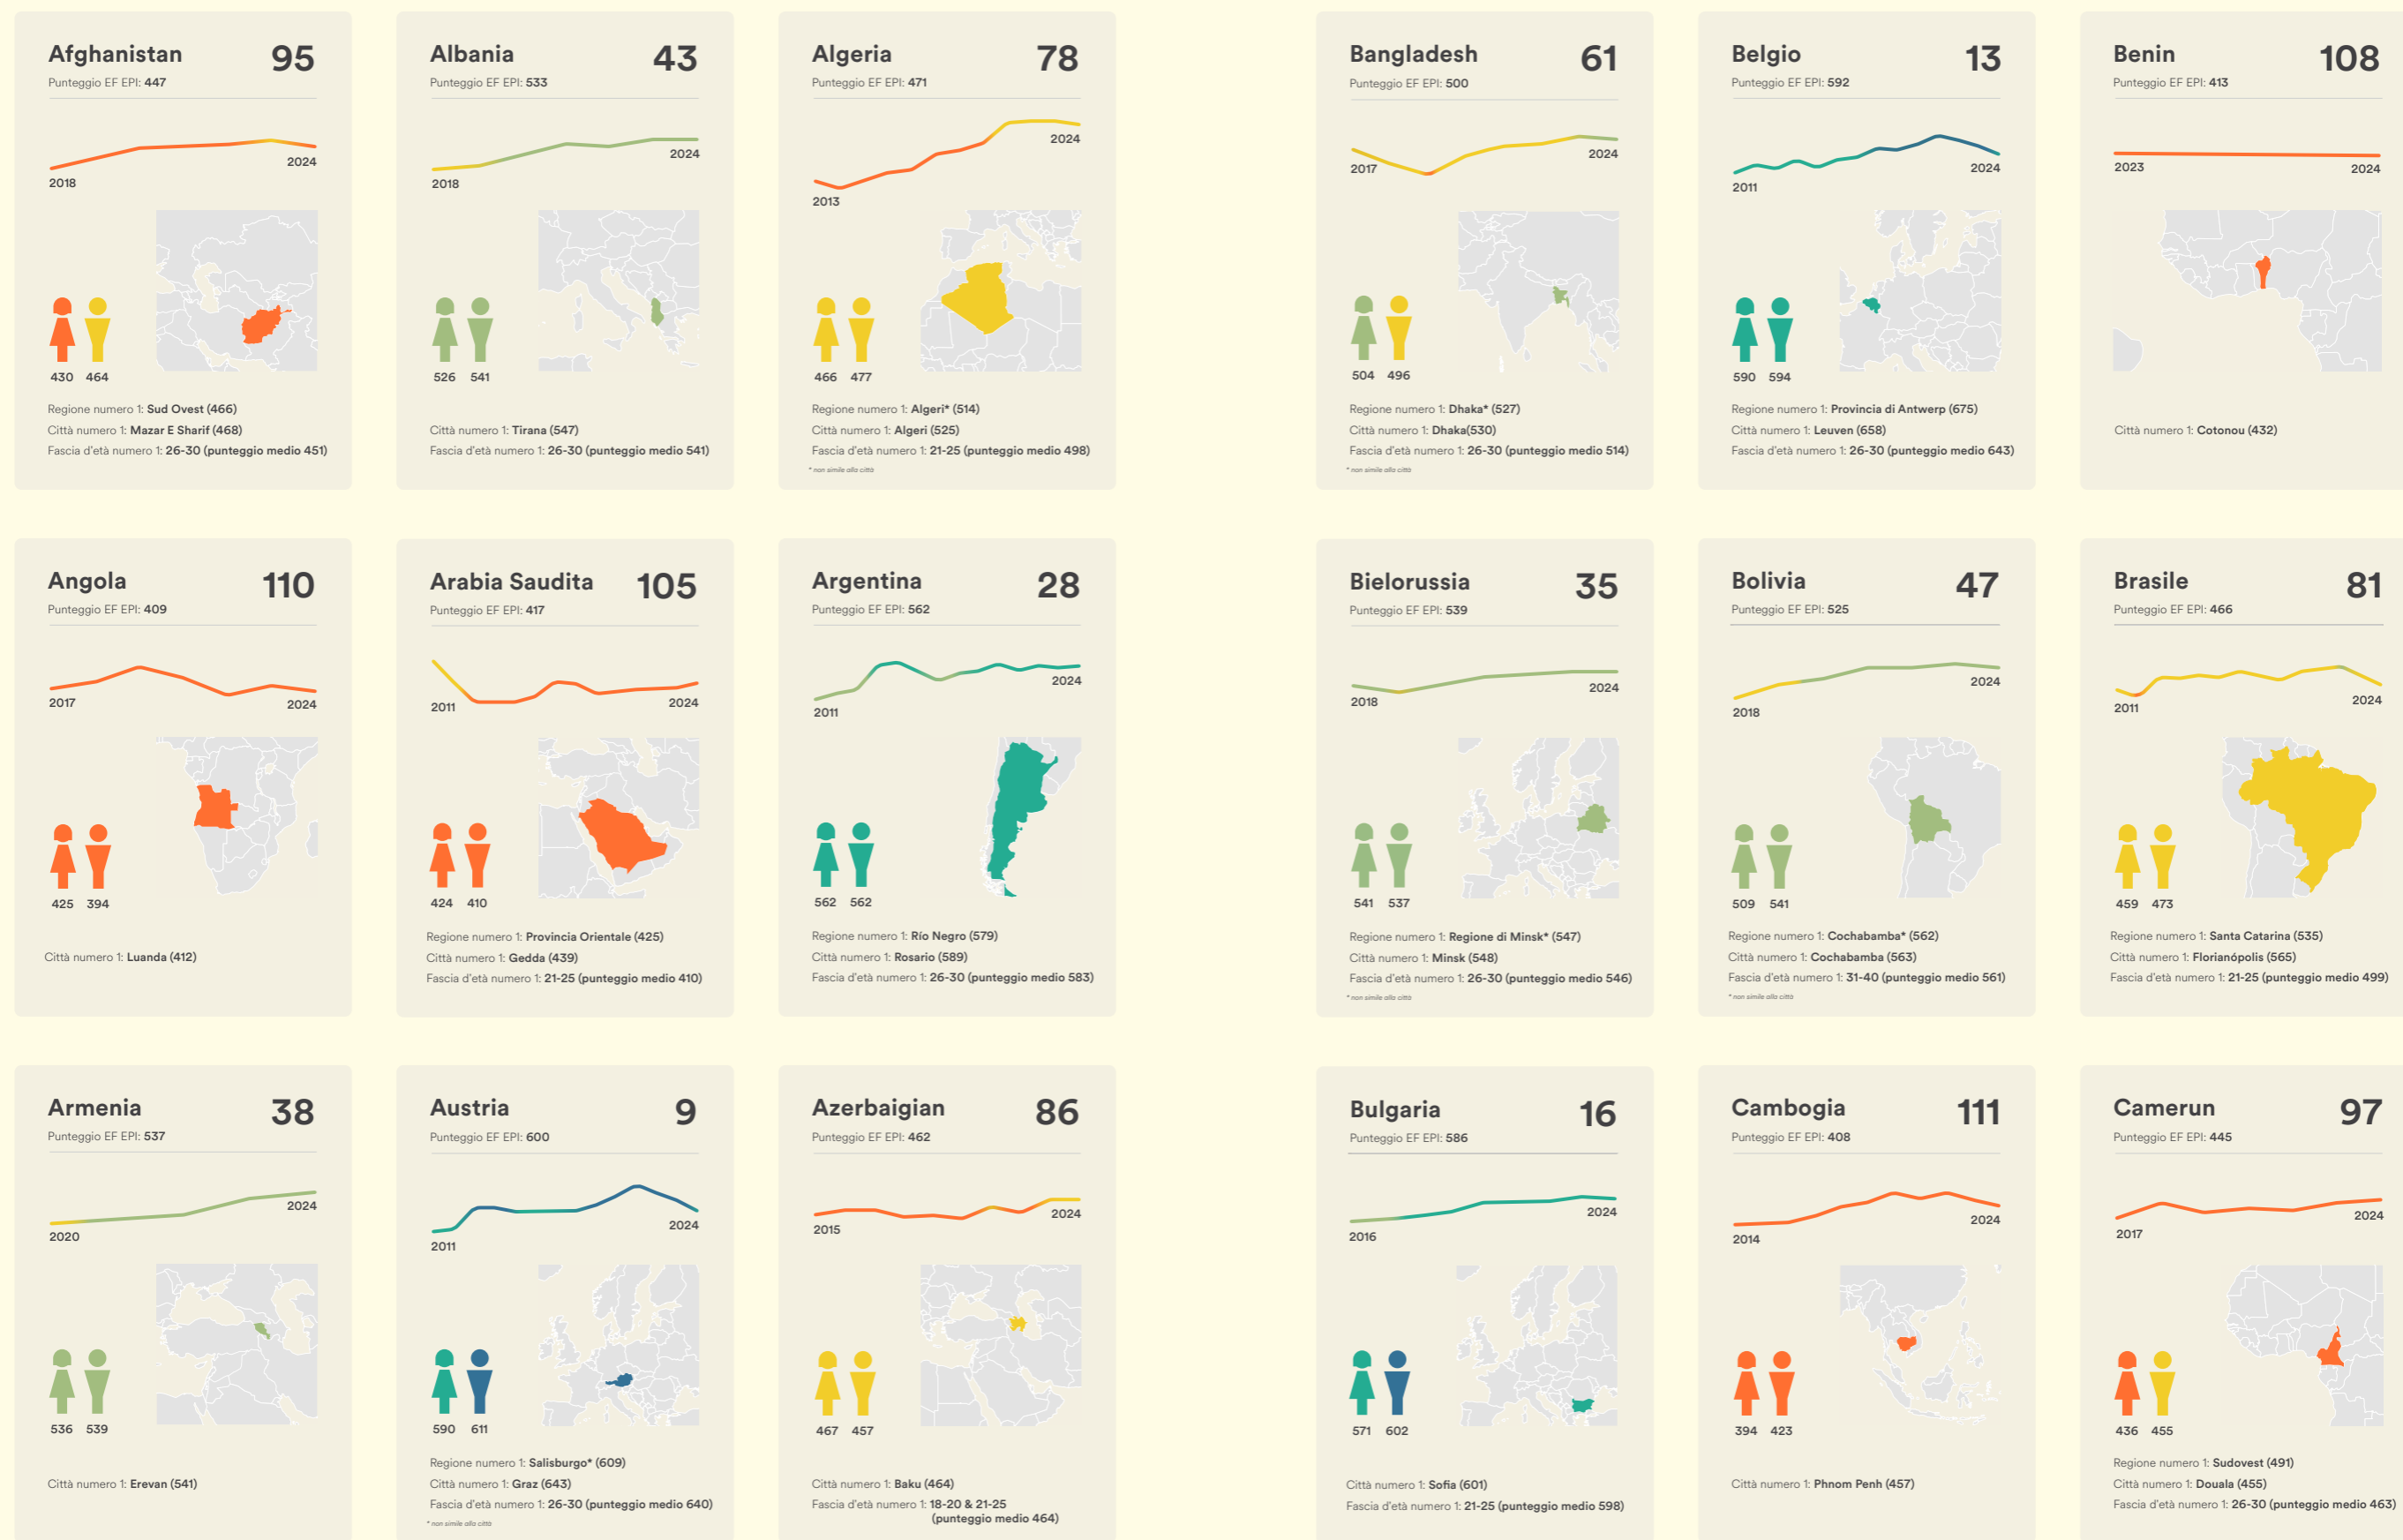 Afghanistan 95
Punteggio EF EPI: 447
2018
2024
430 464
Regione numero 1: Sud Ovest (466)
Città numero 1: Mazar E Sharif (468)
Fascia d'età numero 1: 26-30 (punteggio medio 451)
Albania 43
Punteggio EF EPI: 533
2018
2024
526 541
Città numero 1: Tirana (547)
Fascia d'età numero 1: 26-30 (punteggio medio 541)
Algeria 78
Punteggio EF EPI: 471
2013
2024
466 477
Regione numero 1: Algeri* (514)
Città numero 1: Algeri (525)
Fascia d'età numero 1: 21-25 (punteggio medio 498)
* non simile alla città
Bangladesh 61
Punteggio EF EPI: 500
2017
2024
504 496
Regione numero 1: Dhaka* (527)
Città numero 1: Dhaka(530)
Fascia d'età numero 1: 26-30 (punteggio medio 514)
* non simile alla città
Belgio 13
Punteggio EF EPI: 592
2011
2024
590 594
Regione numero 1: Provincia di Antwerp (675)
Città numero 1: Leuven (658)
Fascia d'età numero 1: 26-30 (punteggio medio 643)
Benin 108
Punteggio EF EPI: 413
2023
2024
Città numero 1: Cotonou (432)
Angola 110
Punteggio EF EPI: 409
2017
2024
425 394
Città numero 1: Luanda (412)
Arabia Saudita 105
Punteggio EF EPI: 417
2011
2024
424 410
Regione numero 1: Provincia Orientale (425)
Città numero 1: Gedda (439)
Fascia d'età numero 1: 21-25 (punteggio medio 410)
Argentina 28
Punteggio EF EPI: 562
2011
2024
562 562
Regione numero 1: Río Negro (579)
Città numero 1: Rosario (589)
Fascia d'età numero 1: 26-30 (punteggio medio 583)
Bielorussia 35
Punteggio EF EPI: 539
2018
2024
541 537
Regione numero 1: Regione di Minsk* (547)
Città numero 1: Minsk (548)
Fascia d'età numero 1: 26-30 (punteggio medio 546)
* non simile alla città
Bolivia 47
Punteggio EF EPI: 525
2018
2024
509 541
Regione numero 1: Cochabamba* (562)
Città numero 1: Cochabamba (563)
Fascia d'età numero 1: 31-40 (punteggio medio 561)
* non simile alla città
Brasile 81
Punteggio EF EPI: 466
2011
2024
459 473
Regione numero 1: Santa Catarina (535)
Città numero 1: Florianópolis (565)
Fascia d'età numero 1: 21-25 (punteggio medio 499)
Armenia 38
Punteggio EF EPI: 537
2020
2024
536 539
Città numero 1: Erevan (541)
Austria 9
Punteggio EF EPI: 600
2011
2024
590 611
Regione numero 1: Salisburgo* (609)
Città numero 1: Graz (643)
Fascia d'età numero 1: 26-30 (punteggio medio 640)
* non simile alla città
Azerbaigian 86
Punteggio EF EPI: 462
2015
2024
467 457
Città numero 1: Baku (464)
Fascia d'età numero 1: 18-20 & 21-25
(punteggio medio 464)
Bulgaria 16
Punteggio EF EPI: 586
2016
2024
571 602
Città numero 1: Sofia (601)
Fascia d'età numero 1: 21-25 (punteggio medio 598)
Cambogia 111
Punteggio EF EPI: 408
2014
2024
394 423
Città numero 1: Phnom Penh (457)
Camerun 97
Punteggio EF EPI: 445
2017
2024
436 455
Regione numero 1: Sudovest (491)
Città numero 1: Douala (455)
Fascia d'età numero 1: 26-30 (punteggio medio 463)